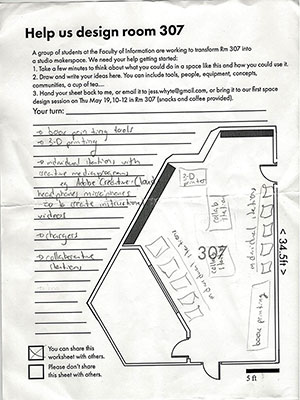 Help us design room 307
A group of students at the Faculty of Information are working to transform Rm 307 into
a studio makespace. We need your help getting started:
1. Take a few minutes to think about what you could do in a space like this and how you could use it.
2. Draw and write your ideas here. You can include tools, people, equipment, concepts,
communities, a cup of tea....
3. Hand your sheet back to me, or email it to jess.whyte@gmail.com, or bring it to our first space
design session on Thu May 19, 10-12 in Rm 307 (snacks and coffee provided).
Your turn:
→ book printing tools
→ 3-D printing
→ individual stations with
creative media programs
eg Adobe Creative Cloud
headphones microphones
→ to create instruction
videos
→ chargers
→ collaborative
stations
3-D
printer
collab
station
307
collab
station
individual stations
individual stations
book printing
< 34.5ft >
5 ft
You can share this
worksheet with others.
Please don't share
this sheet with others.